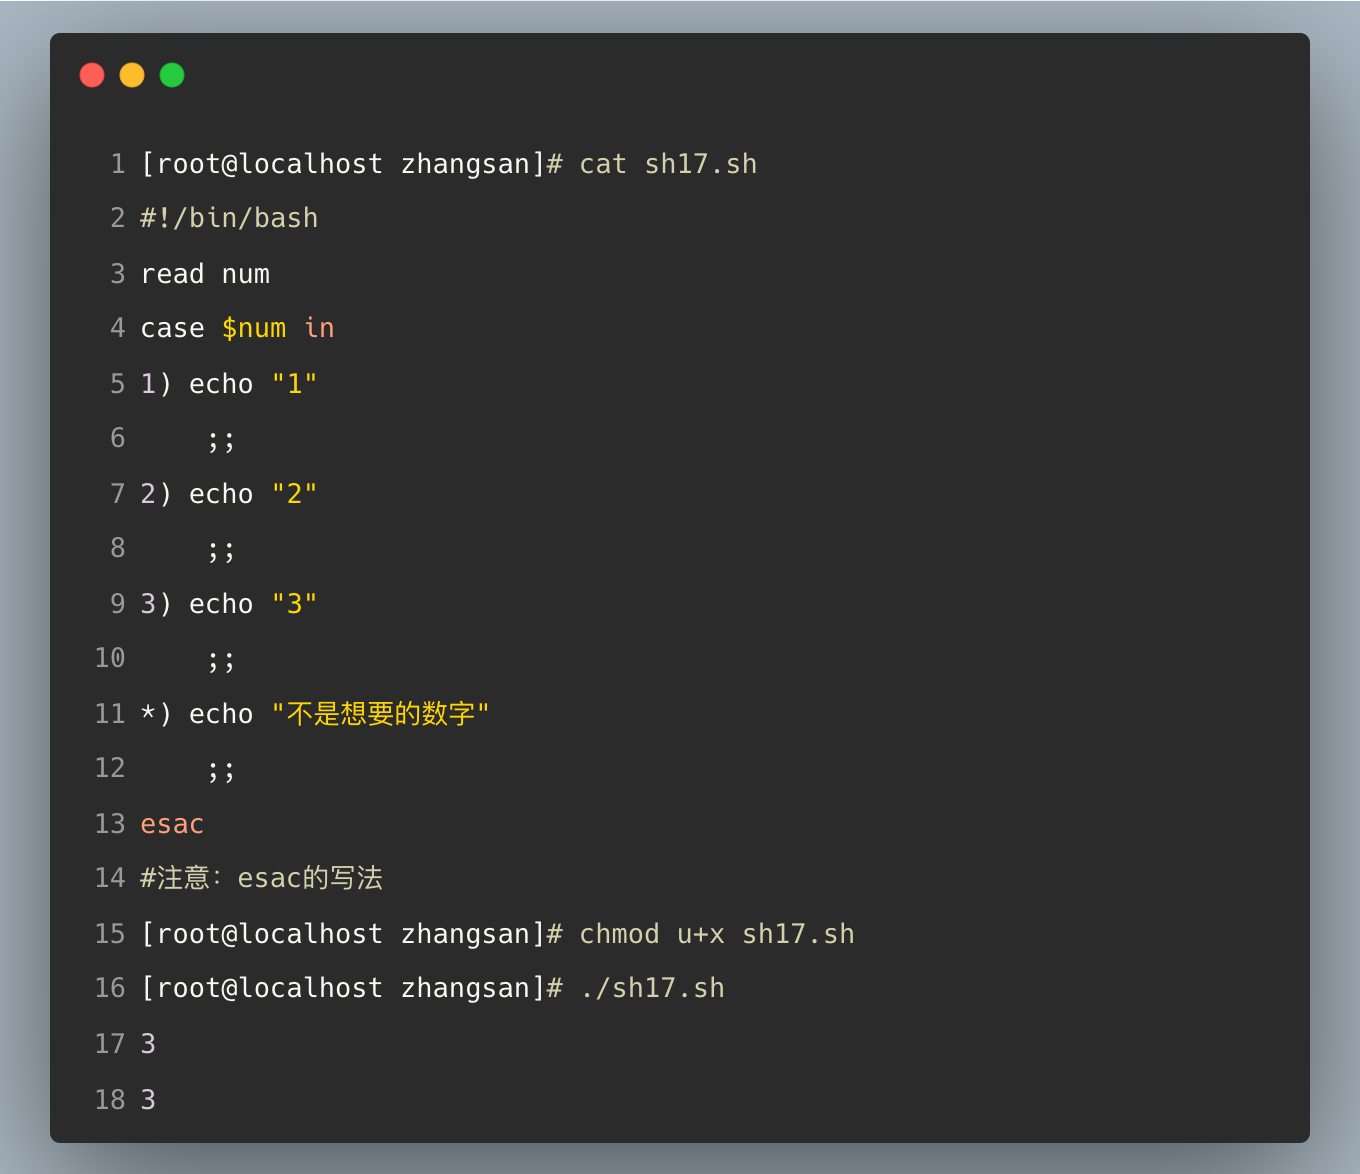 1 [root@localhost zhangsan]# cat sh17.sh
2 #!/bin/bash
3 read num
4 case $num in
5 1) echo "1"
6     ;;
7 2) echo "2"
8     ;;
9 3) echo "3"
10     ;;
11 *) echo "不是想要的数字"
12     ;;
13 esac
14 #注意：esac的写法
15 [root@localhost zhangsan]# chmod u+x sh17.sh
16 [root@localhost zhangsan]# ./sh17.sh
17 3
18 3